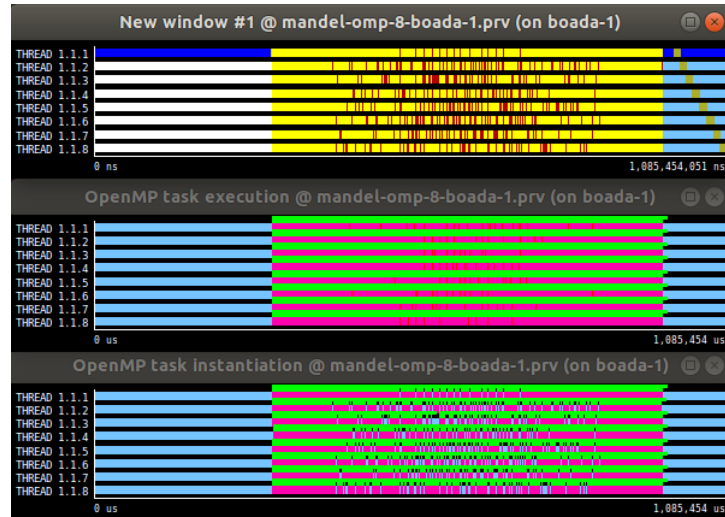 New window #1 @ mandel-omp-8-boada-1.prv (on boada-1)
THREAD 1.1.1
THREAD 1.1.2
THREAD 1.1.3
THREAD 1.1.4
THREAD 1.1.5
THREAD 1.1.6
THREAD 1.1.7
THREAD 1.1.8
0 ns 1,085,454,051 ns
OpenMP task execution @ mandel-omp-8-boada-1.prv (on boada-1)
THREAD 1.1.1
THREAD 1.1.2
THREAD 1.1.3
THREAD 1.1.4
THREAD 1.1.5
THREAD 1.1.6
THREAD 1.1.7
THREAD 1.1.8
0 us 1,085,454 us
OpenMP task instantiation @ mandel-omp-8-boada-1.prv (on boada-1)
THREAD 1.1.1
THREAD 1.1.2
THREAD 1.1.3
THREAD 1.1.4
THREAD 1.1.5
THREAD 1.1.6
THREAD 1.1.7
THREAD 1.1.8
0 us 1,085,454 us